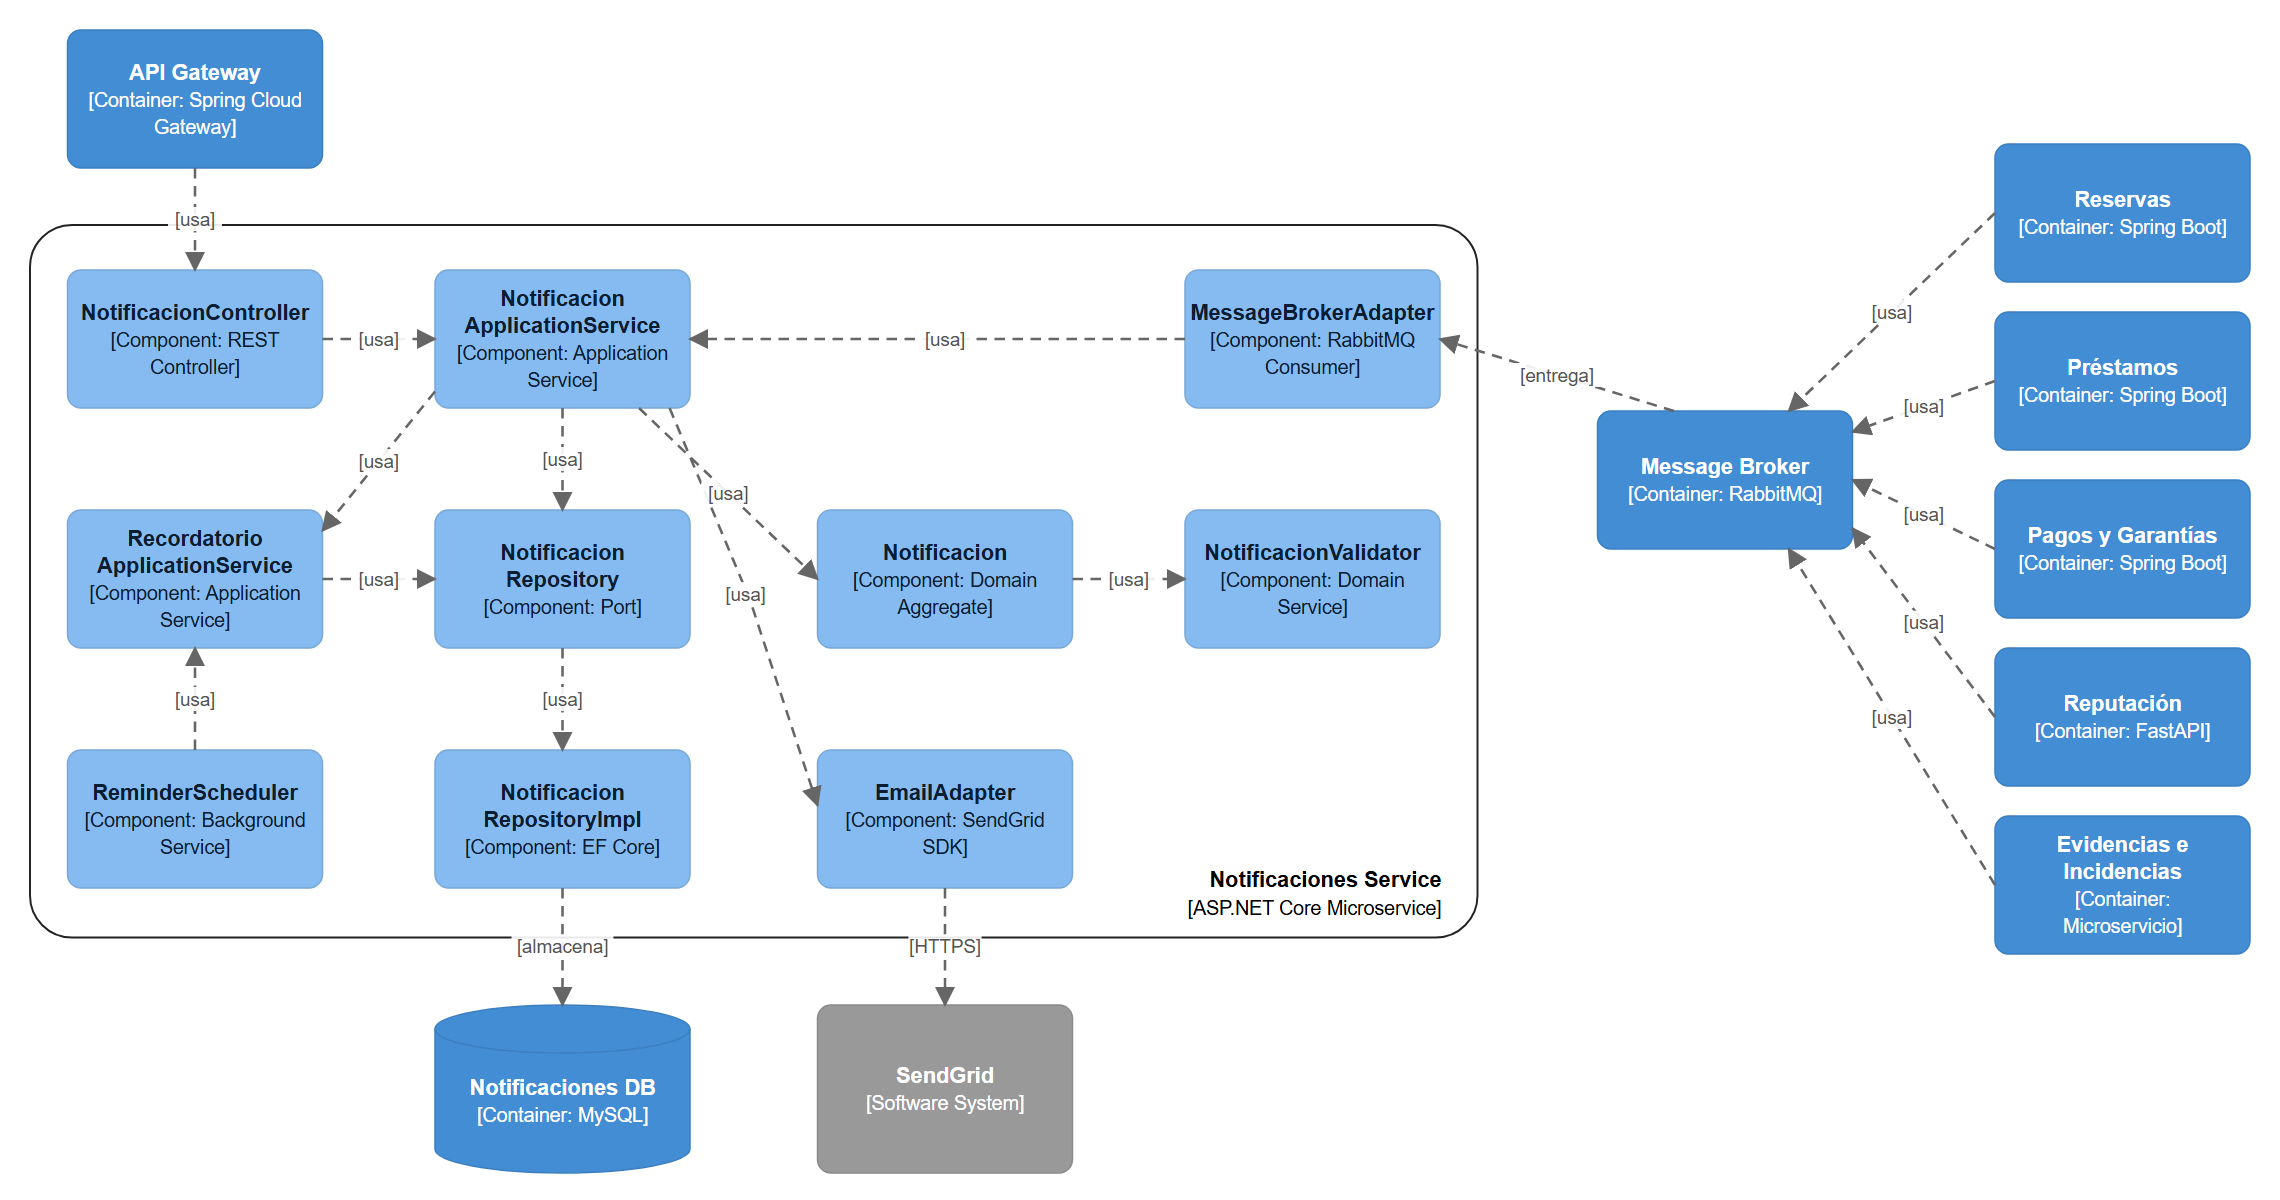 API Gateway
[Container: Spring Cloud
Gateway]
[usa]
NotificacionController
[Component: REST
Controller]
[usa]
Notificacion
ApplicationService
[Component: Application
Service]
[usa]
MessageBrokerAdapter
[Component: RabbitMQ
Consumer]
[entrega]
Message Broker
[Container: RabbitMQ]
[usa]
[usa]
[usa]
[usa]
[usa]
Reservas
[Container: Spring Boot]
Préstamos
[Container: Spring Boot]
Pagos y Garantías
[Container: Spring Boot]
Reputación
[Container: FastAPI]
Evidencias e
Incidencias
[Container:
Microservicio]
[usa]
[usa]
[usa]
[usa]
Recordatorio
ApplicationService
[Component: Application
Service]
[usa]
Notificacion
Repository
[Component: Port]
Notificacion
[Component: Domain
Aggregate]
[usa]
NotificacionValidator
[Component: Domain
Service]
[usa]
[usa]
ReminderScheduler
[Component: Background
Service]
Notificacion
RepositoryImpl
[Component: EF Core]
EmailAdapter
[Component: SendGrid
SDK]
Notificaciones Service
[ASP.NET Core Microservice]
[almacena]
[HTTPS]
Notificaciones DB
[Container: MySQL]
SendGrid
[Software System]